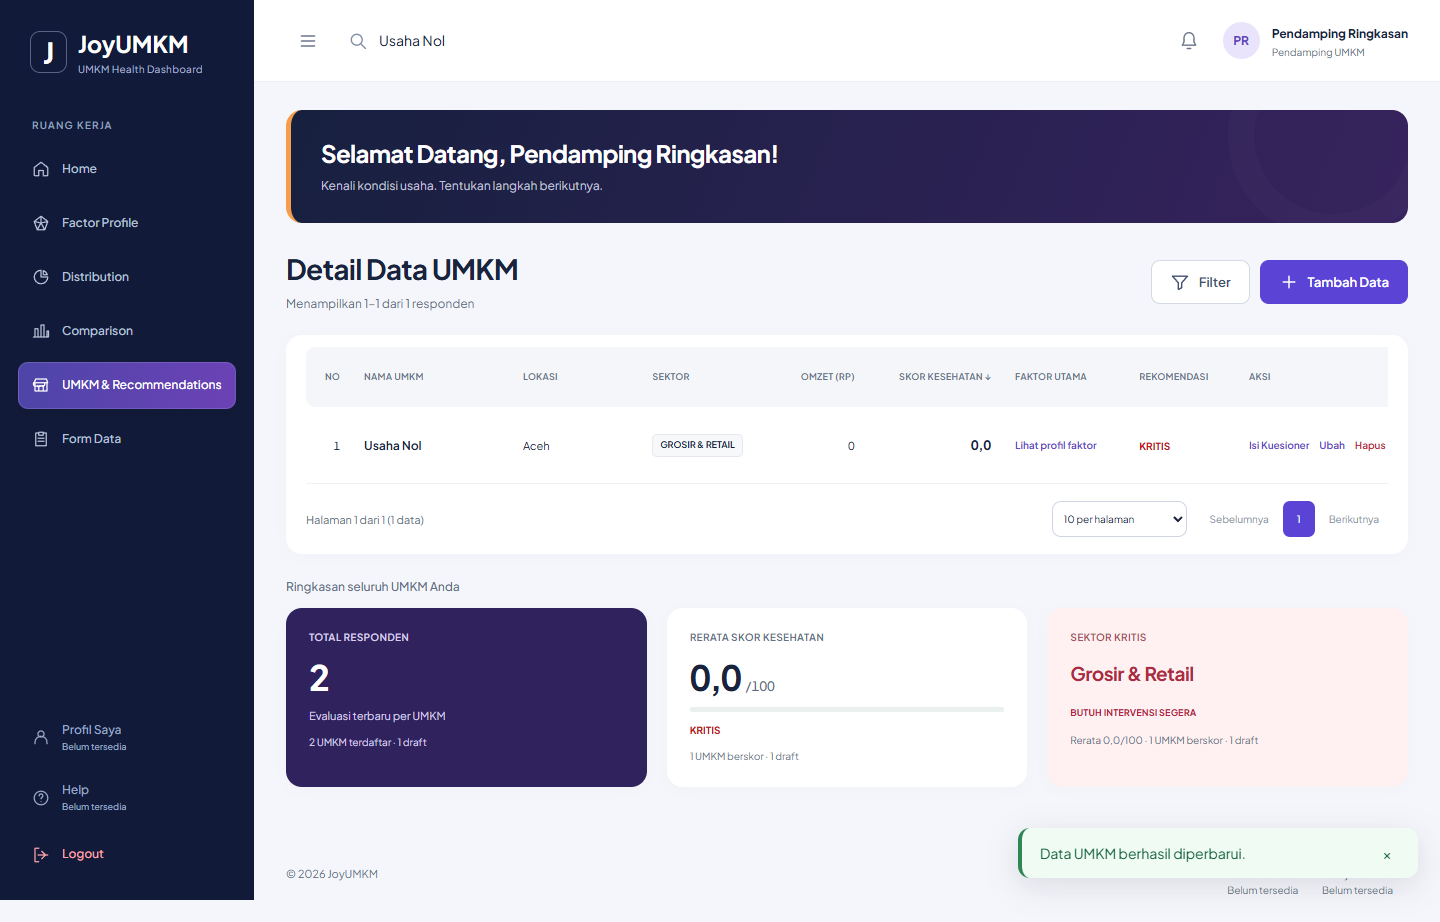 J
JoyUMKM
UMKM Health Dashboard
RUANG KERJA
Home
Factor Profile
Distribution
Comparison
UMKM & Recommendations
Form Data
Profil Saya
Belum tersedia
Help
Belum tersedia
Logout
Usaha Nol
PR
Pendamping Ringkasan
Pendamping UMKM
Selamat Datang, Pendamping Ringkasan!
Kenali kondisi usaha. Tentukan langkah berikutnya.
Detail Data UMKM
Menampilkan 1–1 dari 1 responden
Filter
Tambah Data
NO NAMA UMKM LOKASI SEKTOR OMZET (RP) SKOR KESEHATAN ↓ FAKTOR UTAMA REKOMENDASI AKSI
1 Usaha Nol Aceh GROSIR & RETAIL 0 0,0 Lihat profil faktor KRITIS Isi Kuesioner Ubah Hapus
Halaman 1 dari 1 (1 data)
10 per halaman
Sebelumnya 1 Berikutnya
Ringkasan seluruh UMKM Anda
TOTAL RESPONDEN
2
Evaluasi terbaru per UMKM
2 UMKM terdaftar · 1 draft
RERATA SKOR KESEHATAN
0,0 /100
KRITIS
1 UMKM berskor · 1 draft
SEKTOR KRITIS
Grosir & Retail
BUTUH INTERVENSI SEGERA
Rerata 0,0/100 · 1 UMKM berskor · 1 draft
Data UMKM berhasil diperbarui. ×
© 2026 JoyUMKM
Belum tersedia Belum tersedia